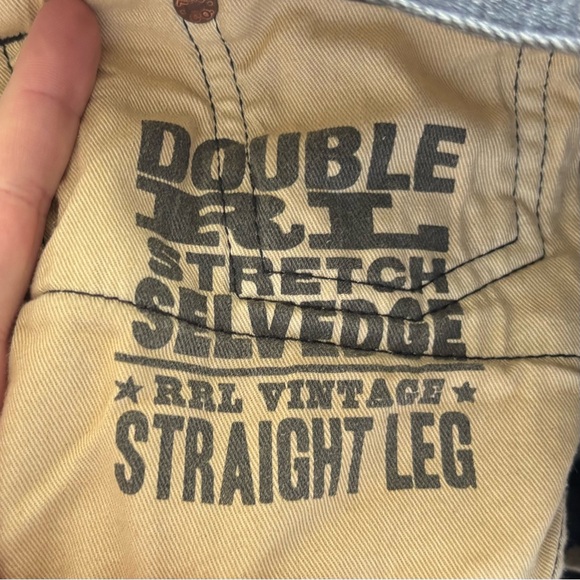 DOUBLE
RL
STRETCH
SELVEDGE
★ RRL VINTAGE ★
STRAIGHT LEG